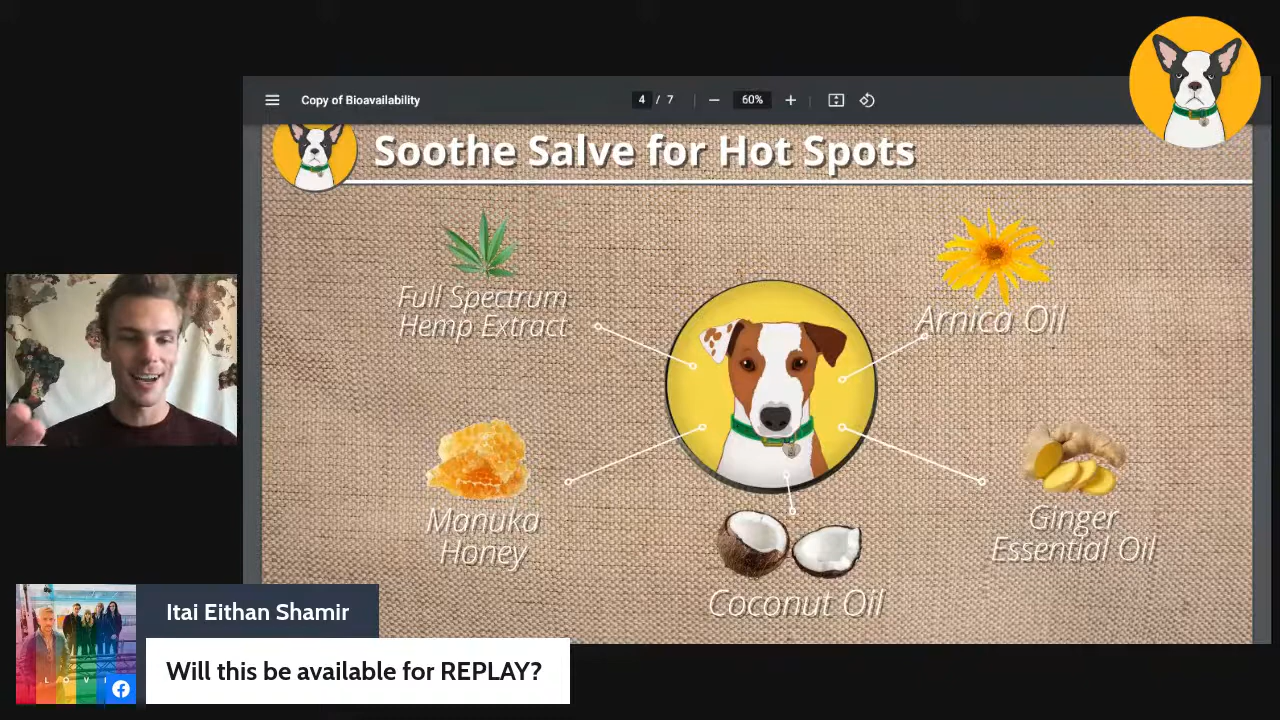 Copy of Bioavailability
4 / 7
60%
Soothe Salve for Hot Spots
Full Spectrum
Hemp Extract
Arnica Oil
Manuka
Honey
Ginger
Essential Oil
Coconut Oil
Itai Eithan Shamir
Will this be available for REPLAY?
L O V I